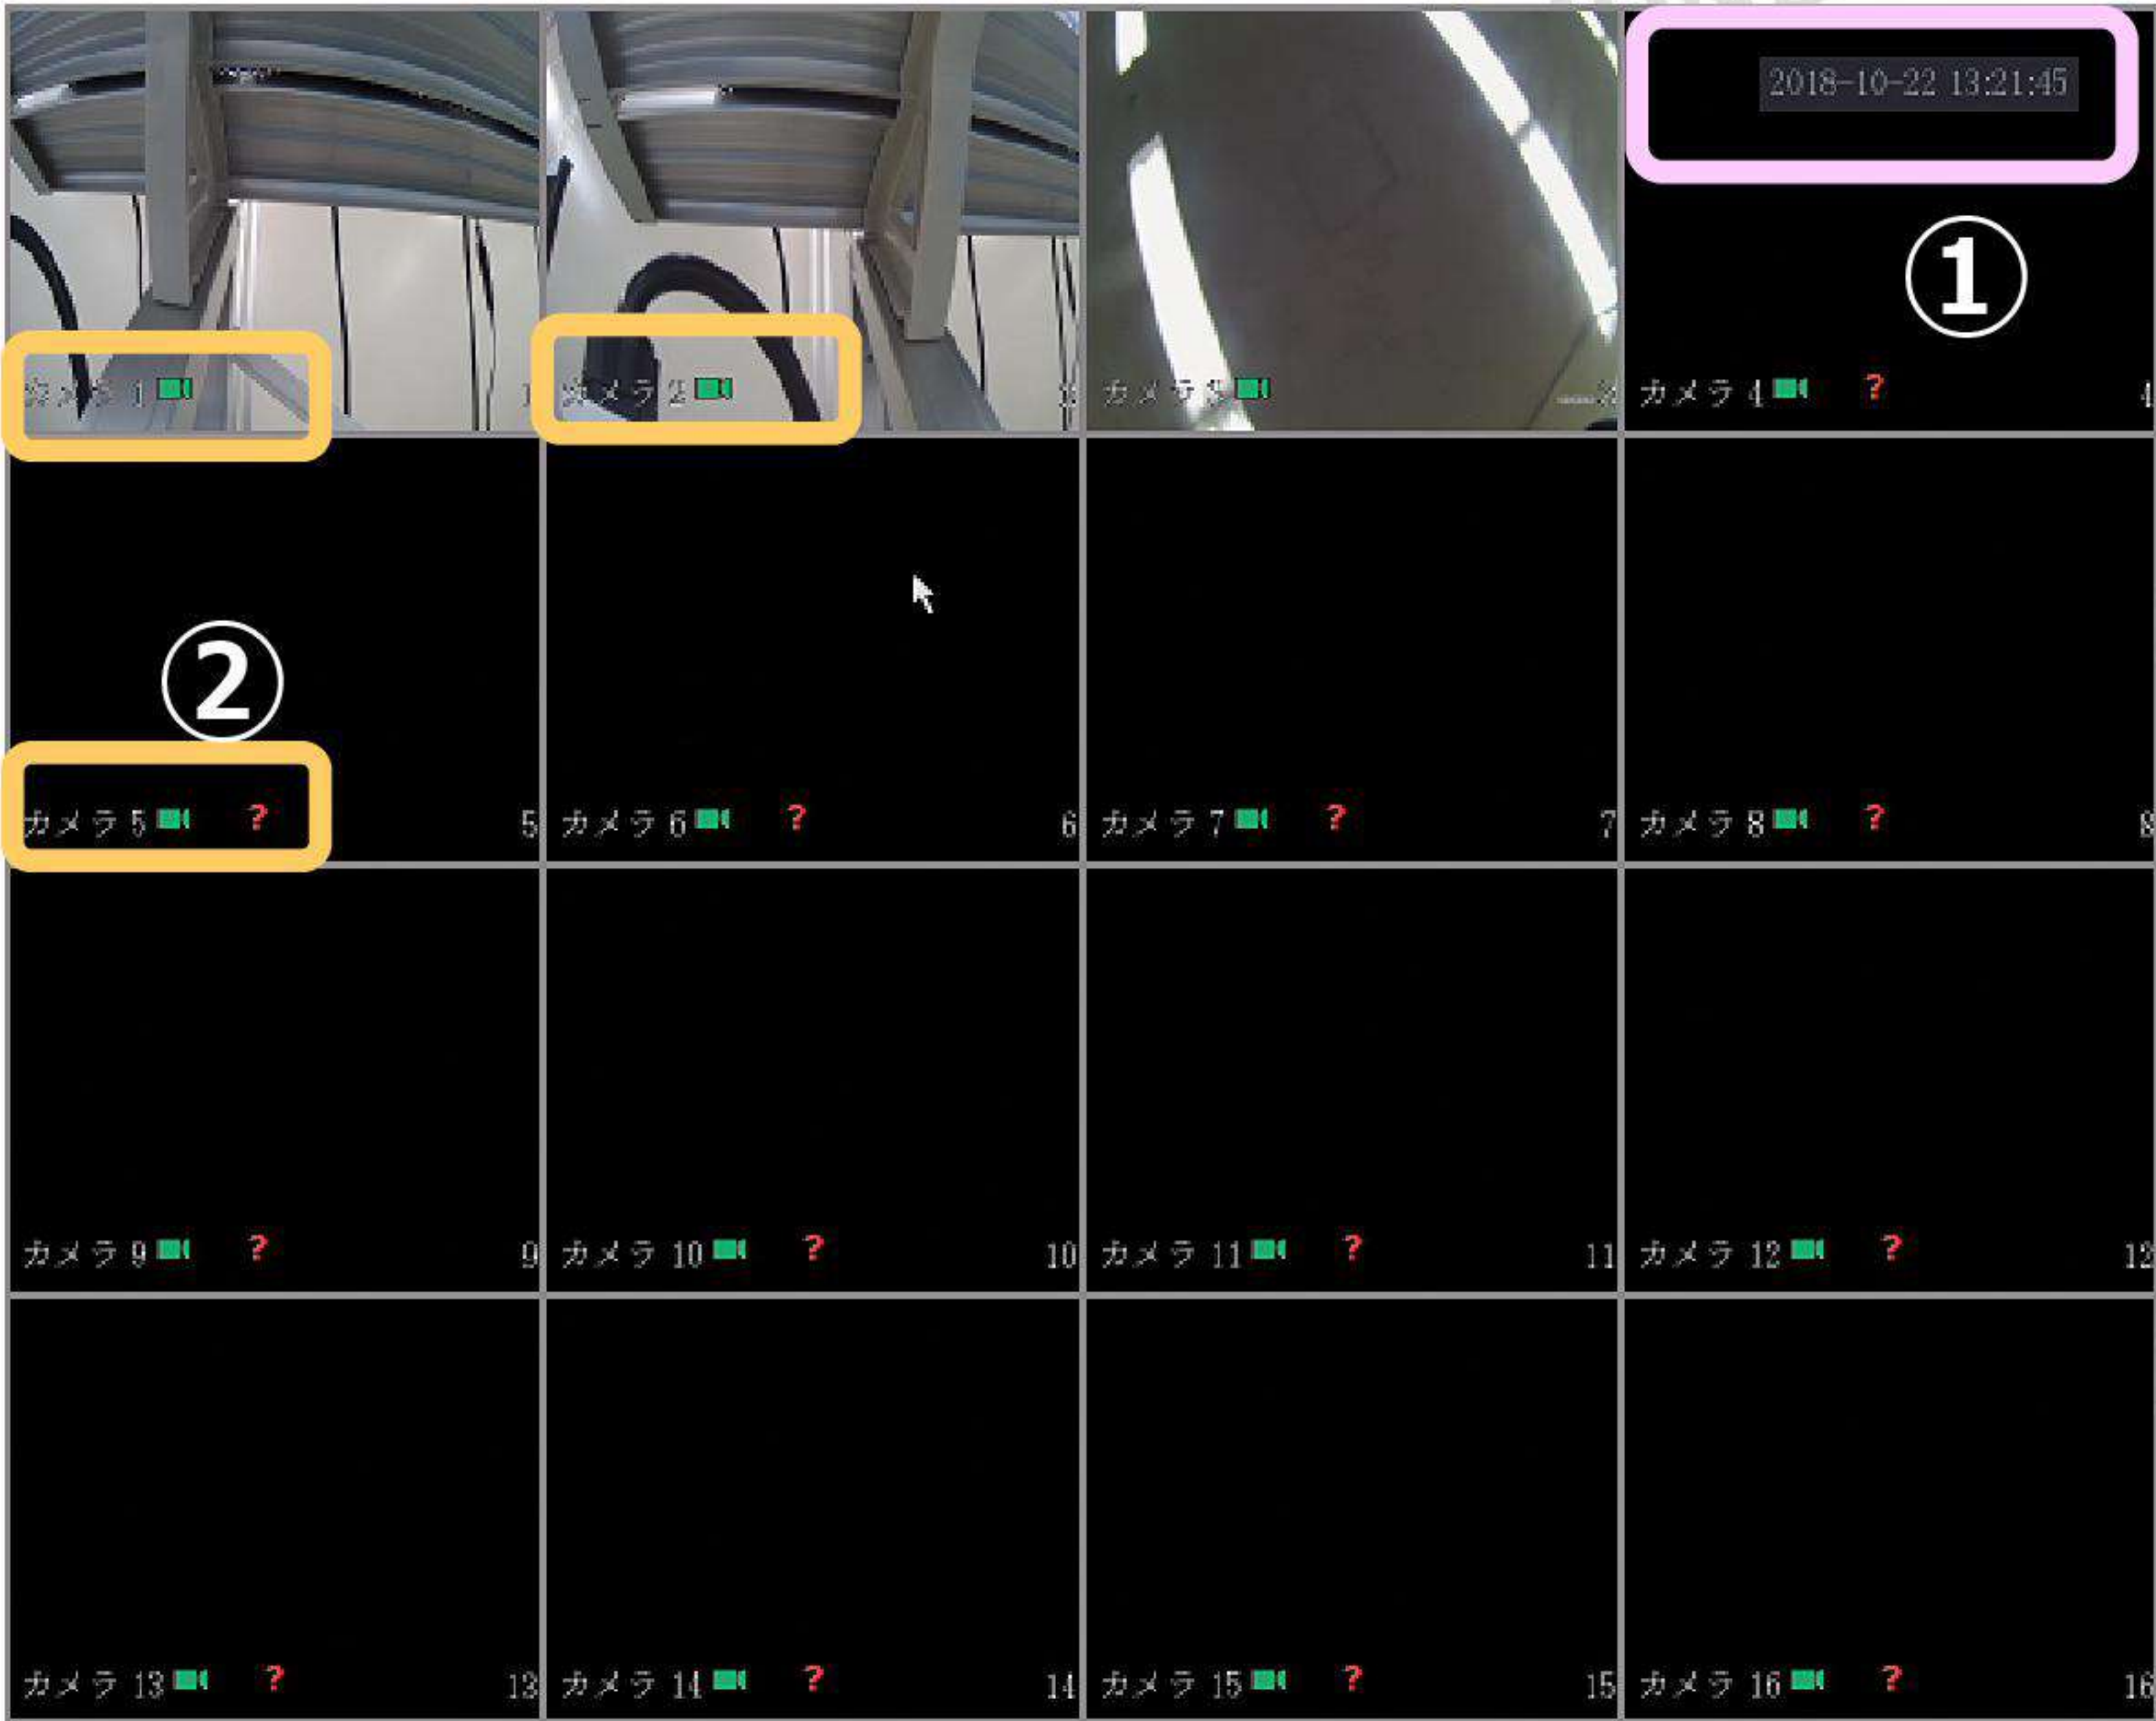 2018-10-22 13:21:45
①
カメラ 1
カメラ 2
カメラ 3
カメラ 4 ? 4
②
カメラ 5 ? 5
カメラ 6 ? 6
カメラ 7 ? 7
カメラ 8 ? 8
カメラ 9 ? 9
カメラ 10 ? 10
カメラ 11 ? 11
カメラ 12 ? 12
カメラ 13 ? 13
カメラ 14 ? 14
カメラ 15 ? 15
カメラ 16 ? 16